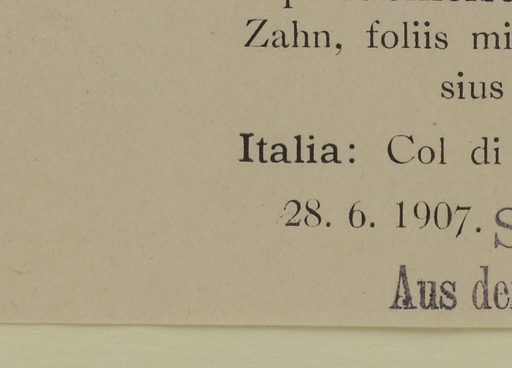 Zahn, foliis mi
sius
Italia: Col di
28. 6. 1907. S
Aus de